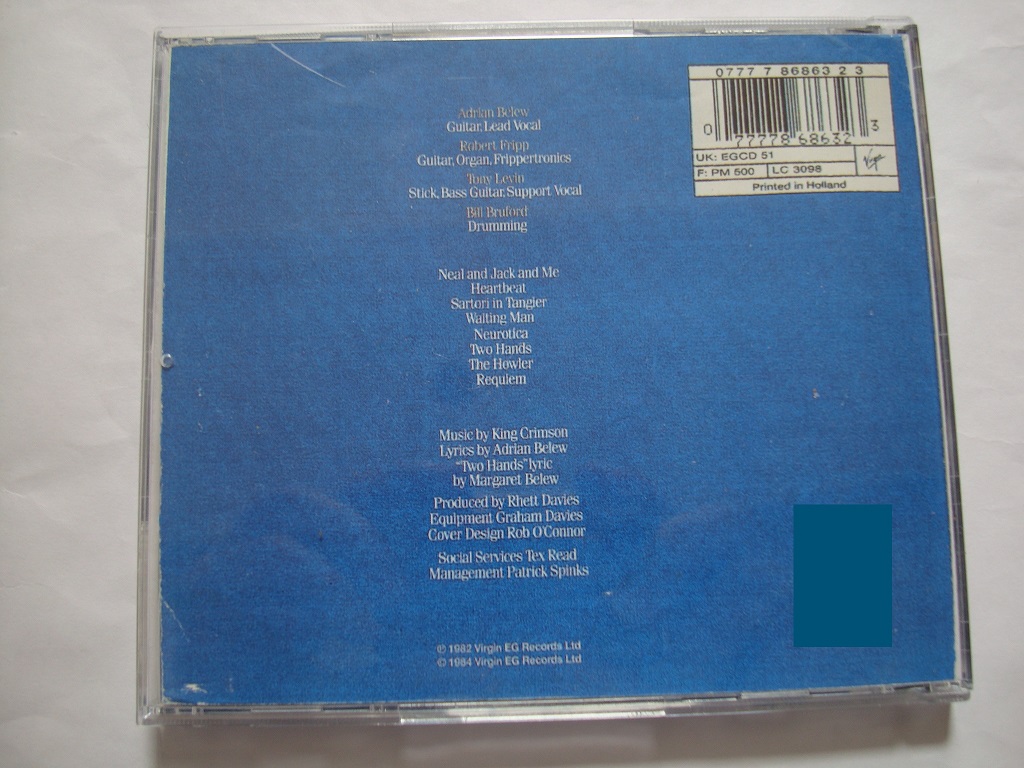 Adrian Belew
Guitar, Lead Vocal
Robert Fripp
Guitar, Organ, Frippertronics
Tony Levin
Stick, Bass Guitar, Support Vocal
Bill Bruford
Drumming
Neal and Jack and Me
Heartbeat
Sartori in Tangier
Waiting Man
Neurotica
Two Hands
The Howler
Requiem
Music by King Crimson
Lyrics by Adrian Belew
"Two Hands" lyric
by Margaret Belew
Produced by Rhett Davies
Equipment Graham Davies
Cover Design Rob O'Connor
Social Services Tex Read
Management Patrick Spinks
℗ 1982 Virgin EG Records Ltd
© 1984 Virgin EG Records Ltd
0777 7 86863 2 3
0 77778 68632 3
UK: EGCD 51
F: PM 500 LC 3098
Virgin
Printed in Holland